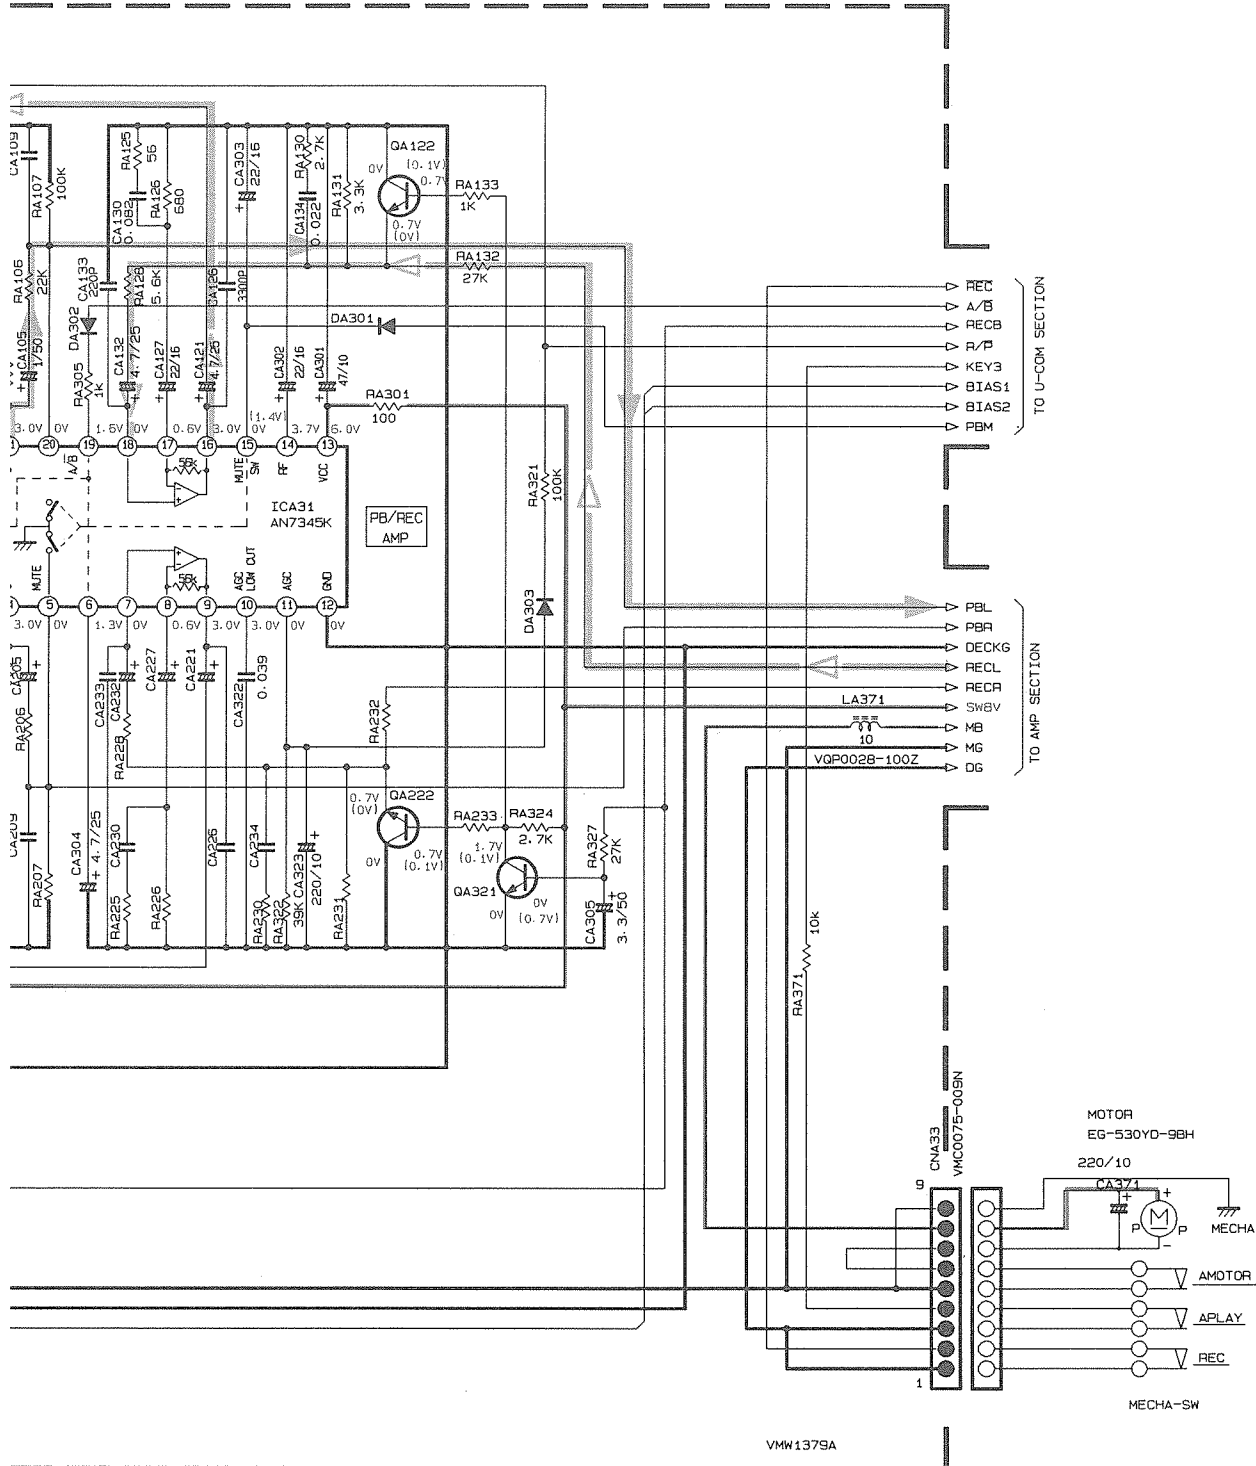 CA109
RA107
100K
RA125
56
CA130
0.082
RA126
680
CA303
22/16
+
RA130
2.7K
CA134
0.022
RA131
3.3K
QA122
0V
(0.1V)
0.7V
0.7V
(0V)
RA133
1K
RA132
27K
RA106
22K
CA133
220P
RA128
5.6K
CA126
3300P
DA302
DA301
CA105
1/50
+
RA305
1k
CA132
4.7/25
+
CA127
22/16
+
CA121
4.7/25
+
CA302
22/16
+
CA301
47/10
+
RA301
100
3.0V
0V
1.6V
0V
0.6V
3.0V
0V
(1.4V)
3.7V
6.0V
20
19
18
17
16
15
14
13
A/B
MUTE
SW
RF
VCC
56k
ICA31
AN7345K
PB/REC
AMP
56k
MUTE
AGC
LOW CUT
AGC
GND
5
6
7
8
9
10
11
12
3.0V
0V
1.3V
0V
0.6V
3.0V
3.0V
0V
0V
RA321
100K
DA303
REC
A/B
RECB
R/P
KEY3
BIAS1
BIAS2
PBM
TO U-COM SECTION
PBL
PBR
DECKG
RECL
RECR
SW8V
MB
MG
DG
TO AMP SECTION
LA371
10
VQP0028-100Z
CA205
+
RA206
CA233
CA232
+
CA227
+
CA221
+
CA322
0.039
RA228
RA232
CA209
RA207
CA304
+ 4.7/25
CA230
RA225
RA226
CA226
CA234
RA230
RA322
39K
CA323
220/10
+
RA231
QA222
0.7V
(0V)
0V
0.7V
(0.1V)
RA233
RA324
2.7K
1.7V
(0.1V)
QA321
0V
0V
(0.7V)
RA327
27K
CA305
3.3/50
+
RA371
10k
CNA33
VMC0075-009N
9
1
MOTOR
EG-530YD-9BH
220/10
CA371
+
+
M
P
P
-
MECHA
AMOTOR
APLAY
REC
MECHA-SW
VMW1379A